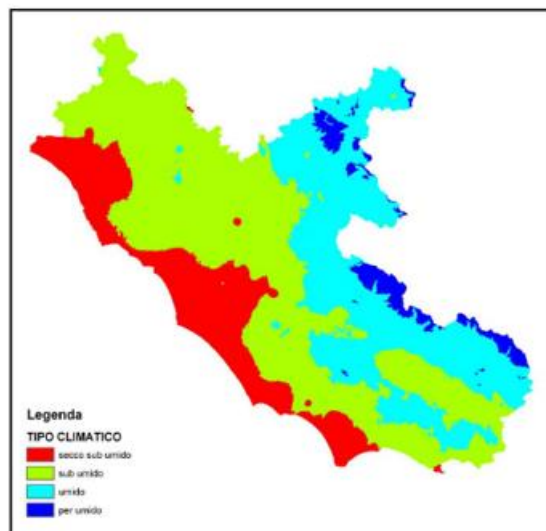 Legenda
TIPO CLIMATICO
secco sub umido
sub umido
umido
per umido